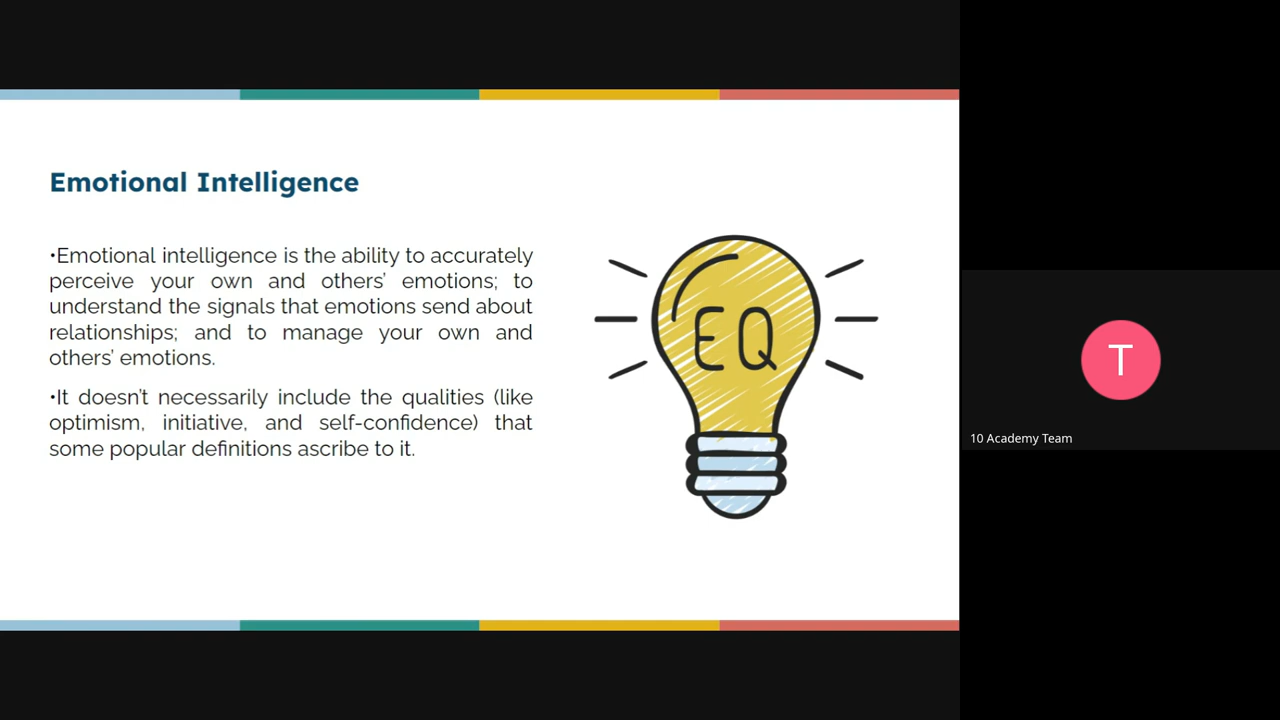 Emotional Intelligence
•Emotional intelligence is the ability to accurately
perceive your own and others’ emotions; to
understand the signals that emotions send about
relationships; and to manage your own and
others’ emotions.
•It doesn’t necessarily include the qualities (like
optimism, initiative, and self-confidence) that
some popular definitions ascribe to it.
EQ
T
10 Academy Team